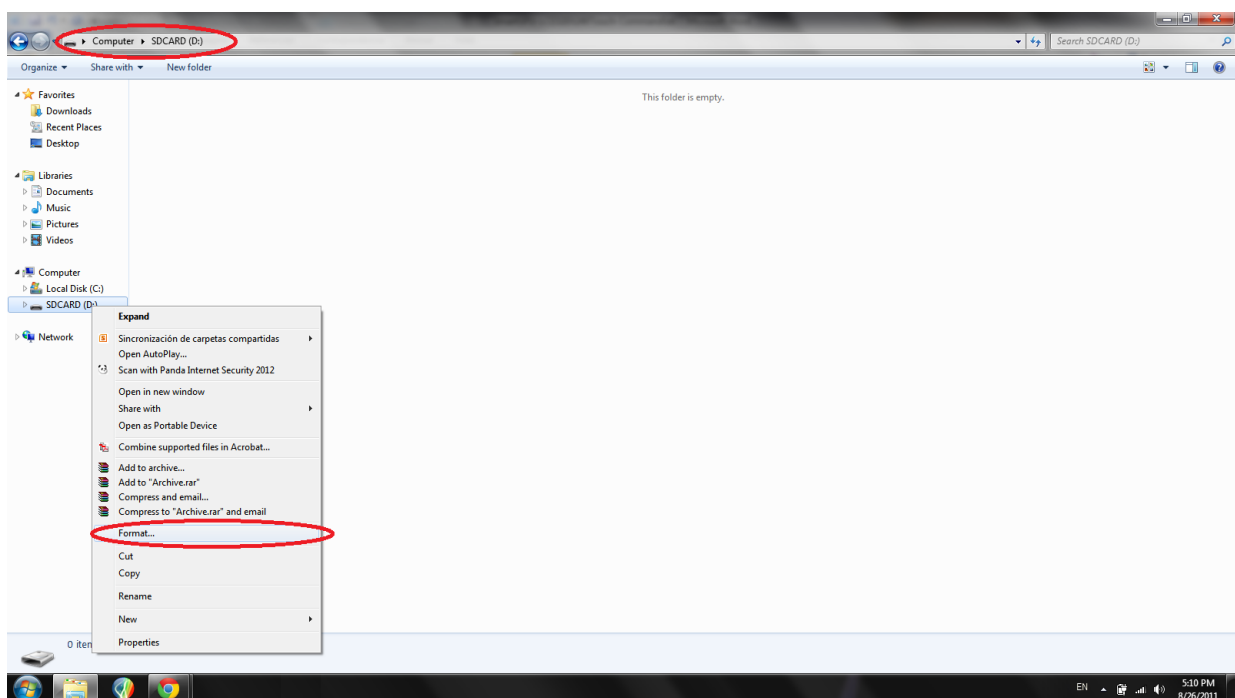 Computer ▸ SDCARD (D:)
Search SDCARD (D:)
Organize
Share with
New folder
Favorites
Downloads
Recent Places
Desktop
Libraries
Documents
Music
Pictures
Videos
Computer
Local Disk (C:)
SDCARD (D:)
Network
This folder is empty.
Expand
Sincronización de carpetas compartidas
Open AutoPlay...
Scan with Panda Internet Security 2012
Open in new window
Share with
Open as Portable Device
Combine supported files in Acrobat...
Add to archive...
Add to "Archive.rar"
Compress and email...
Compress to "Archive.rar" and email
Format...
Cut
Copy
Rename
New
Properties
0 iten
EN
5:10 PM
8/26/2011